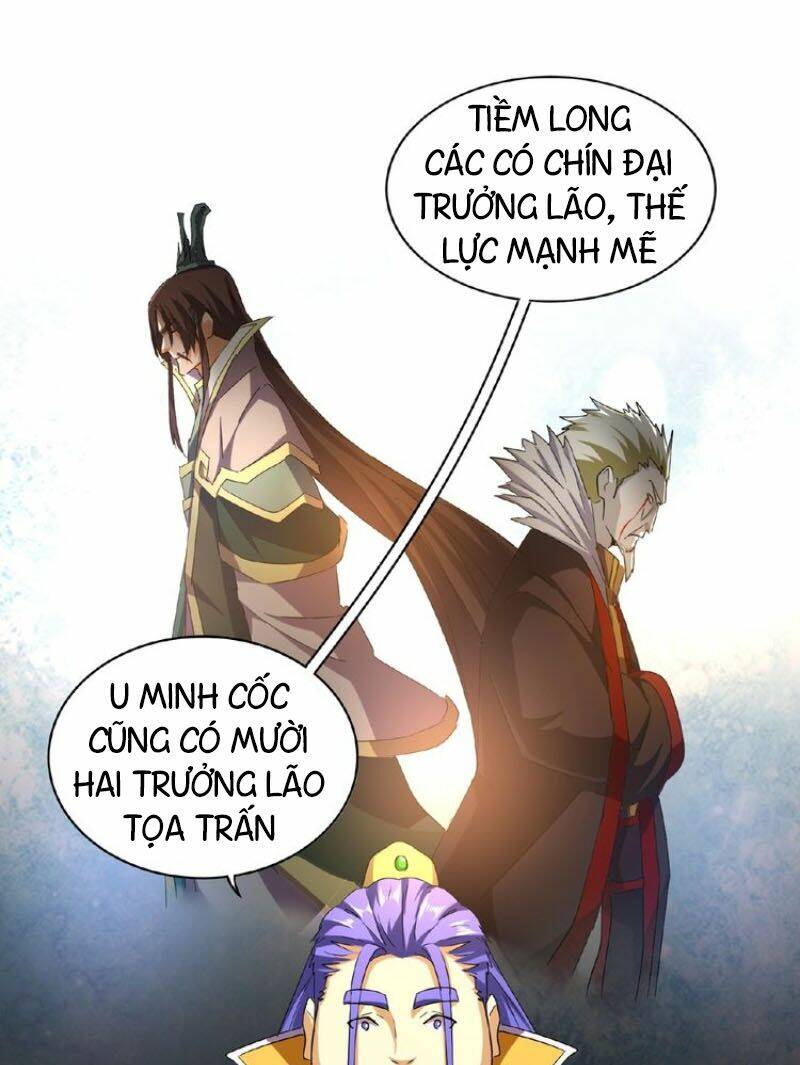 TIỀM LONG
CÁC CÓ CHÍN ĐẠI
TRƯỞNG LÃO, THẾ
LỰC MẠNH MẼ
U MINH CỐC
CŨNG CÓ MƯỜI
HAI TRƯỞNG LÃO
TỌA TRẤN